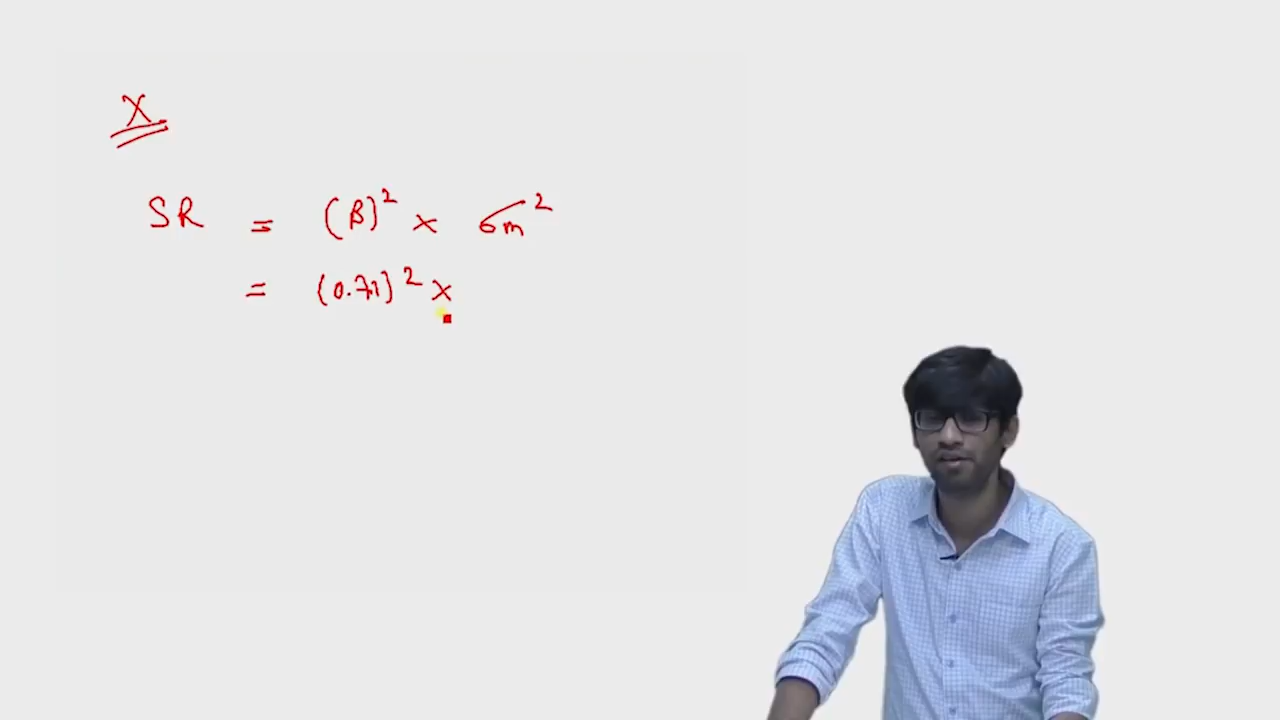 X
SR = (β)² × σm²
= (0.71)² ×